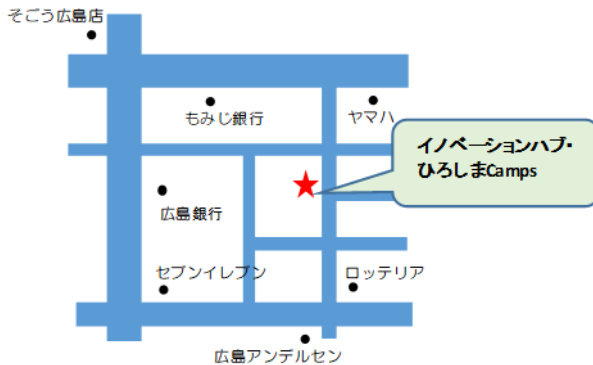 そごう広島店
もみじ銀行
ヤマハ
イノベーションハブ・
ひろしまCamps
広島銀行
セブンイレブン
ロッテリア
広島アンデルセン